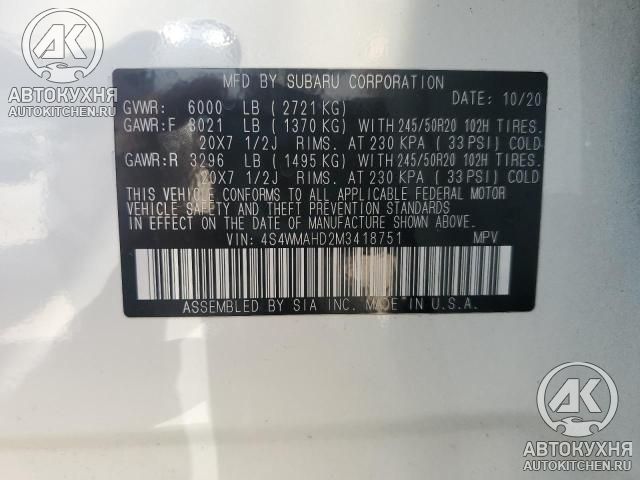 AK
АВТОКУХНЯ
AUTOKITCHEN.RU
MFD BY SUBARU CORPORATION
GVWR: 6000 LB (2721 KG) DATE: 10/20
GAWR:F 3021 LB (1370 KG) WITH 245/50R20 102H TIRES.
20X7 1/2J RIMS. AT 230 KPA (33 PSI) COLD
GAWR:R 3296 LB (1495 KG) WITH 245/50R20 102H TIRES.
20X7 1/2J RIMS. AT 230 KPA (33 PSI) COLD
THIS VEHICLE CONFORMS TO ALL APPLICABLE FEDERAL MOTOR
VEHICLE SAFETY AND THEFT PREVENTION STANDARDS
IN EFFECT ON THE DATE OF MANUFACTURE SHOWN ABOVE.
VIN: 4S4WMAHD2M3418751 MPV
ASSEMBLED BY SIA INC. MADE IN U.S.A.
AK
АВТОКУХНЯ
AUTOKITCHEN.RU